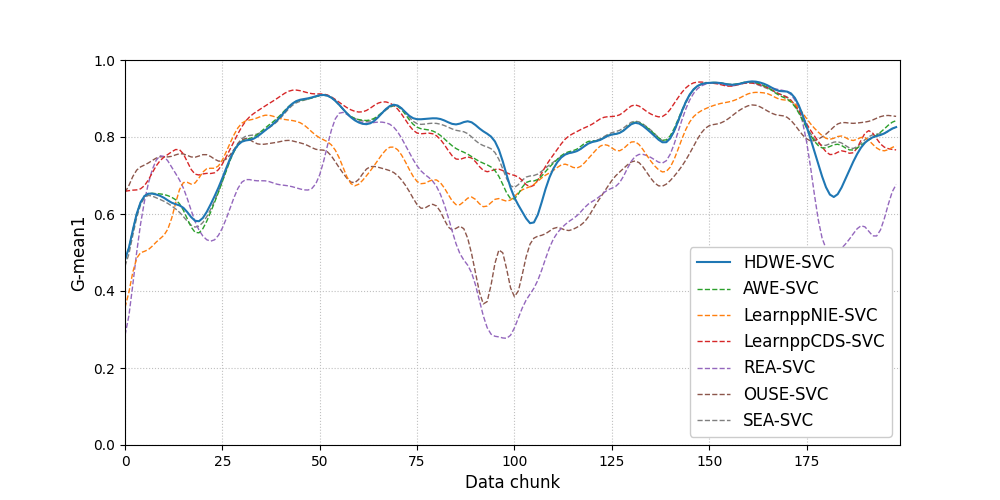 1.0
0.8
0.6
0.4
0.2
0.0
G-mean1
0 25 50 75 100 125 150 175
Data chunk
HDWE-SVC
AWE-SVC
LearnppNIE-SVC
LearnppCDS-SVC
REA-SVC
OUSE-SVC
SEA-SVC